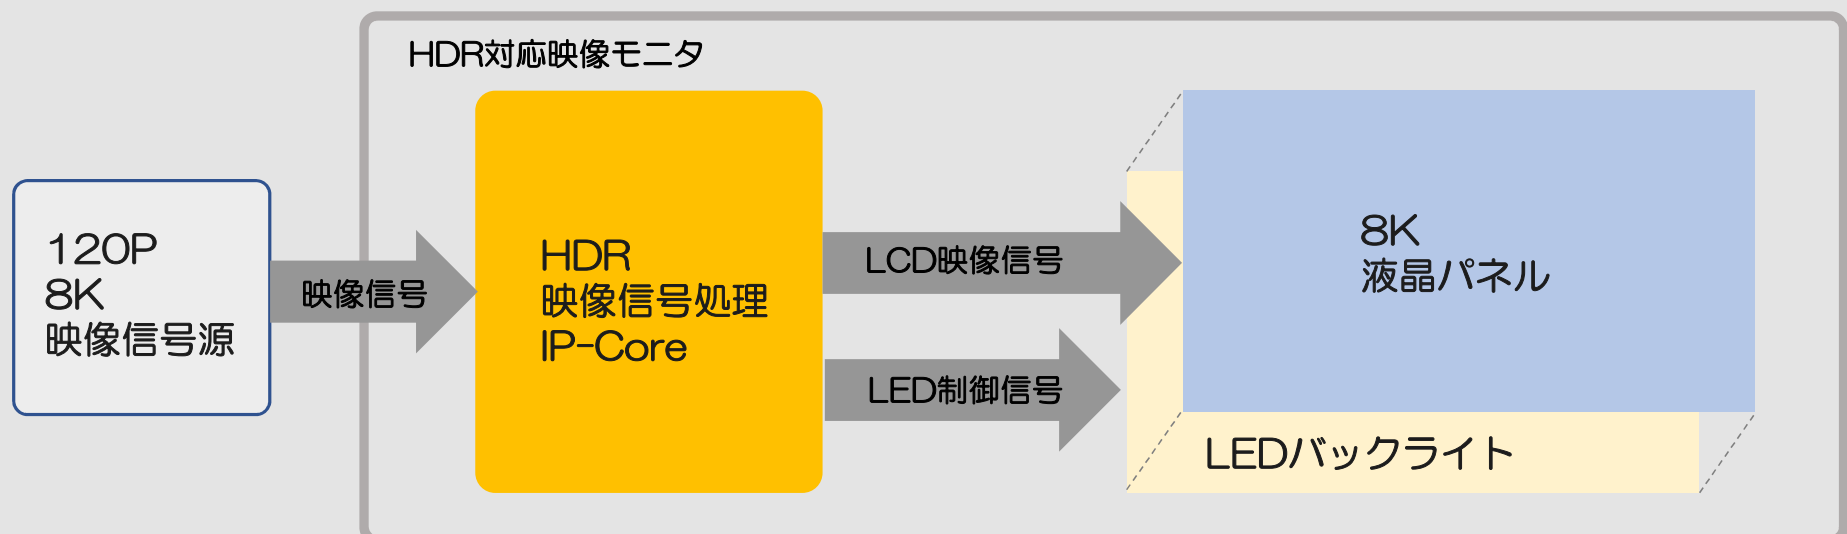 HDR対応映像モニタ
120P
8K
映像信号源
映像信号
HDR
映像信号処理
IP-Core
LCD映像信号
LED制御信号
8K
液晶パネル
LEDバックライト